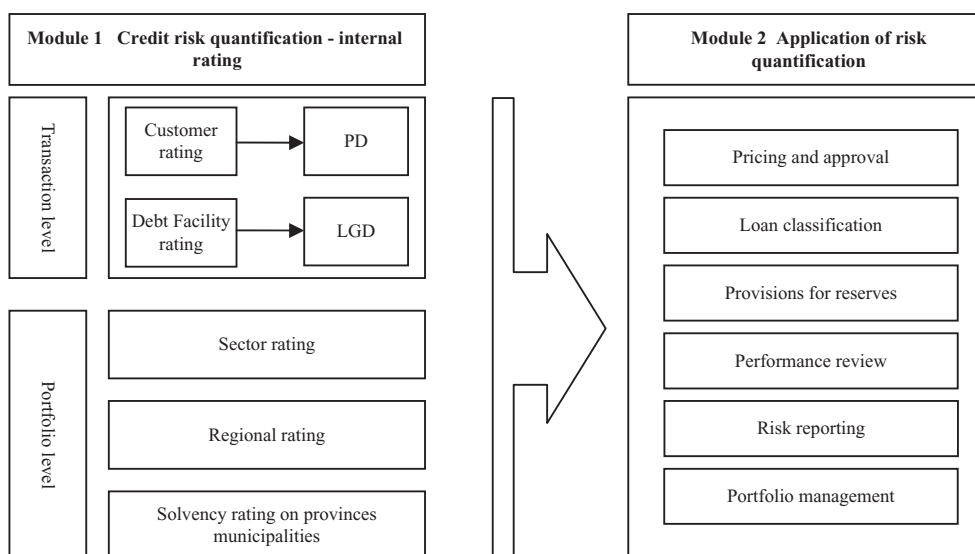 Module 1 Credit risk quantification - internal
rating
Module 2 Application of risk
quantification
Transaction level
Customer
rating
PD
Debt Facility
rating
LGD
Portfolio level
Sector rating
Regional rating
Solvency rating on provinces
municipalities
Pricing and approval
Loan classification
Provisions for reserves
Performance review
Risk reporting
Portfolio management